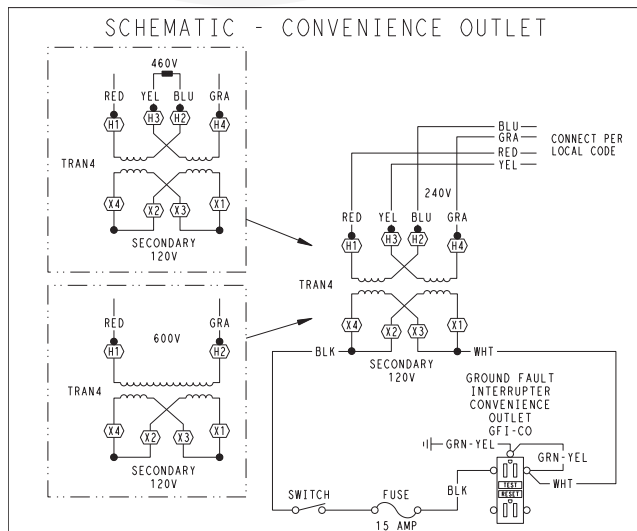 SCHEMATIC - CONVENIENCE OUTLET
460V
RED YEL BLU GRA
H1 H3 H2 H4
TRAN4
X4 X2 X3 X1
SECONDARY
120V
RED GRA
600V
H1 H2
TRAN4
X4 X2 X3 X1
SECONDARY
120V
BLU
GRA
RED
YEL
CONNECT PER
LOCAL CODE
240V
RED YEL BLU GRA
H1 H3 H2 H4
TRAN4
X4 X2 X3 X1
BLK WHT
SECONDARY
120V
GROUND FAULT
INTERRUPTER
CONVENIENCE
OUTLET
GFI-CO
GRN-YEL
GRN-YEL
WHT
BLK
TEST
RESET
SWITCH FUSE
15 AMP